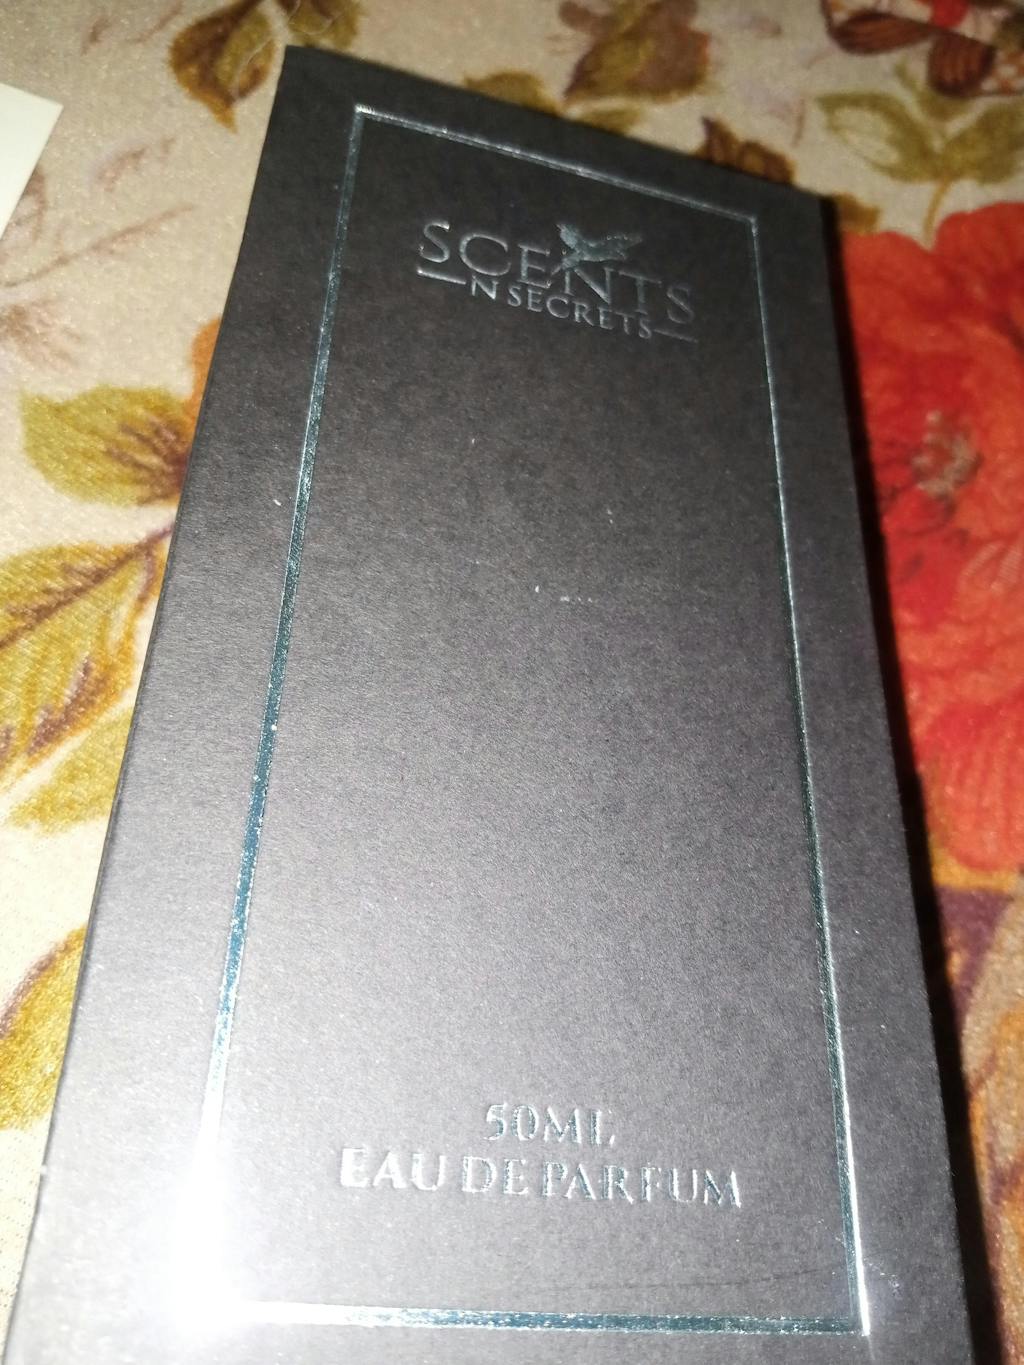 SCENTS
N SECRETS
50ML
EAU DE PARFUM